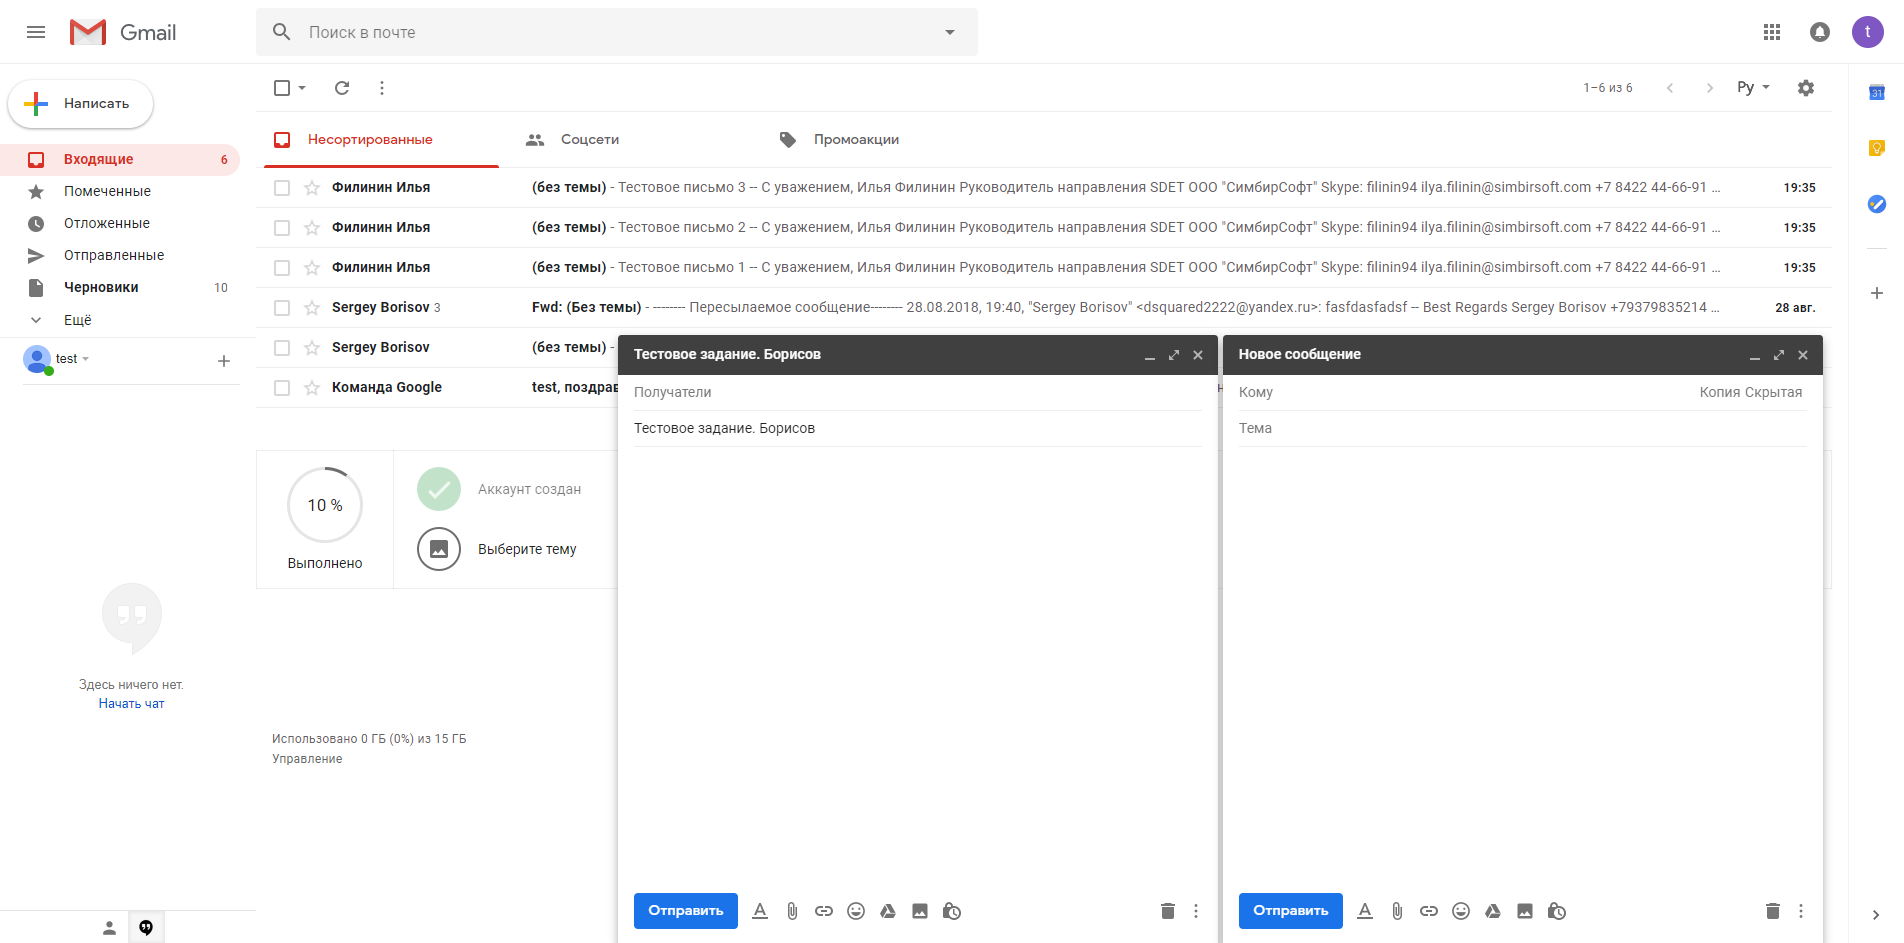 Gmail
Поиск в почте
t
Написать
1–6 из 6
Ру
31
Несортированные
Соцсети
Промоакции
Входящие 6
Помеченные
Отложенные
Отправленные
Черновики 10
Ещё
test
Филинин Илья (без темы) - Тестовое письмо 3 -- С уважением, Илья Филинин Руководитель направления SDET ООО "СимбирСофт" Skype: filinin94 ilya.filinin@simbirsoft.com +7 8422 44-66-91 ... 19:35
Филинин Илья (без темы) - Тестовое письмо 2 -- С уважением, Илья Филинин Руководитель направления SDET ООО "СимбирСофт" Skype: filinin94 ilya.filinin@simbirsoft.com +7 8422 44-66-91 ... 19:35
Филинин Илья (без темы) - Тестовое письмо 1 -- С уважением, Илья Филинин Руководитель направления SDET ООО "СимбирСофт" Skype: filinin94 ilya.filinin@simbirsoft.com +7 8422 44-66-91 ... 19:35
Sergey Borisov 3 Fwd: (Без темы) - -------- Пересылаемое сообщение-------- 28.08.2018, 19:40, "Sergey Borisov" <dsquared2222@yandex.ru>: fasfdasfadsf -- Best Regards Sergey Borisov +79379835214 ... 28 авг.
Sergey Borisov (без темы) -
Команда Google test, поздрав
Тестовое задание. Борисов
Получатели
Тестовое задание. Борисов
Отправить
Новое сообщение
Кому Копия Скрытая
Тема
Отправить
10 %
Выполнено
Аккаунт создан
Выберите тему
Здесь ничего нет.
Начать чат
Использовано 0 ГБ (0%) из 15 ГБ
Управление